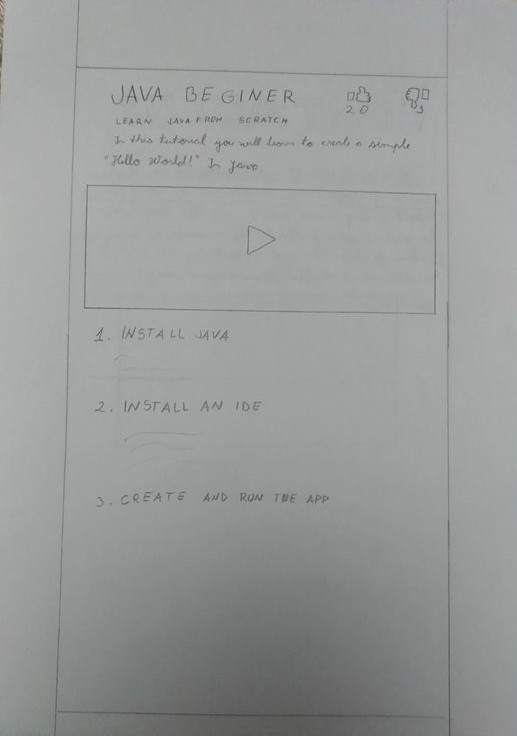 JAVA BEGINER
20 3
LEARN JAVA FROM SCRATCH
In this tutorial you will learn to create a simple
"Hello World!" In Java
1. INSTALL JAVA
2. INSTALL AN IDE
3. CREATE AND RUN THE APP